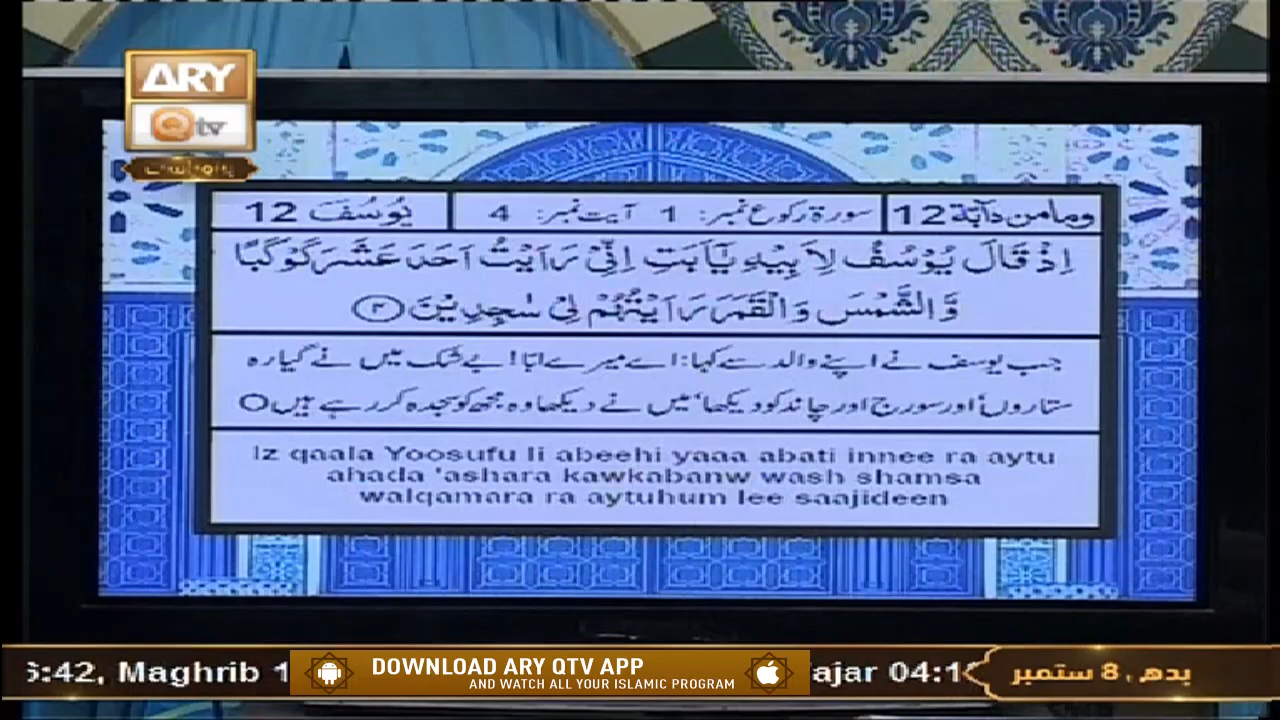 ARY
Qtv
وما من دآبة 12
سورة رکوع نمبر: 1 آیت نمبر: 4
يُوسُفَ 12
اِذْ قَالَ يُوْسُفُ لِاَبِيْهِ يٰۤاَبَتِ اِنِّيْ رَاَيْتُ اَحَدَ عَشَرَ كَوْكَبًا
وَّالشَّمْسَ وَالْقَمَرَ رَاَيْتُهُمْ لِيْ سٰجِدِيْنَ ۴
جب یوسف نے اپنے والد سے کہا: اے میرے ابا! بے شک میں نے گیارہ
ستاروں اور سورج اور چاند کو دیکھا' میں نے دیکھا وہ مجھ کو سجدہ کر رہے ہیں O
Iz qaala Yoosufu li abeehi yaaa abati innee ra aytu
ahada 'ashara kawkabanw wash shamsa
walqamara ra aytuhum lee saajideen
:42, Maghrib 1
DOWNLOAD ARY QTV APP
AND WATCH ALL YOUR ISLAMIC PROGRAM
ajar 04:1
بدھ، 8 ستمبر